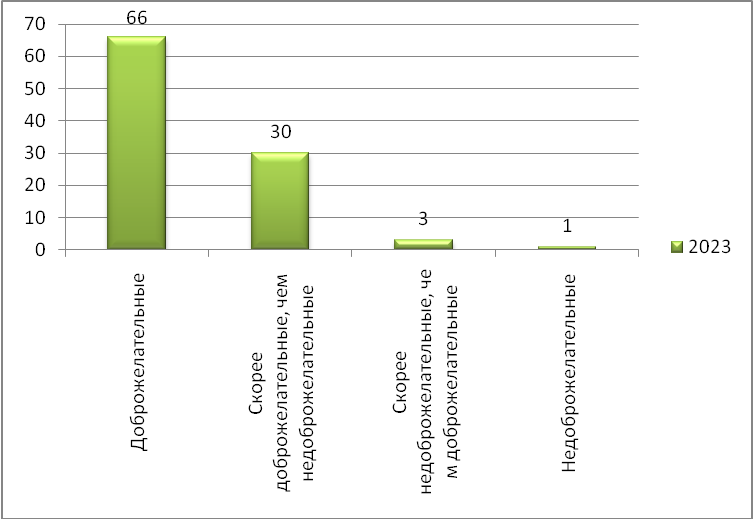 70
60
50
40
30
20
10
0
66
30
3
1
Доброжелательные
Скорее
доброжелательные, чем
недоброжелательные
Скорее
недоброжелательные, че
м доброжелательные
Недоброжелательные
2023